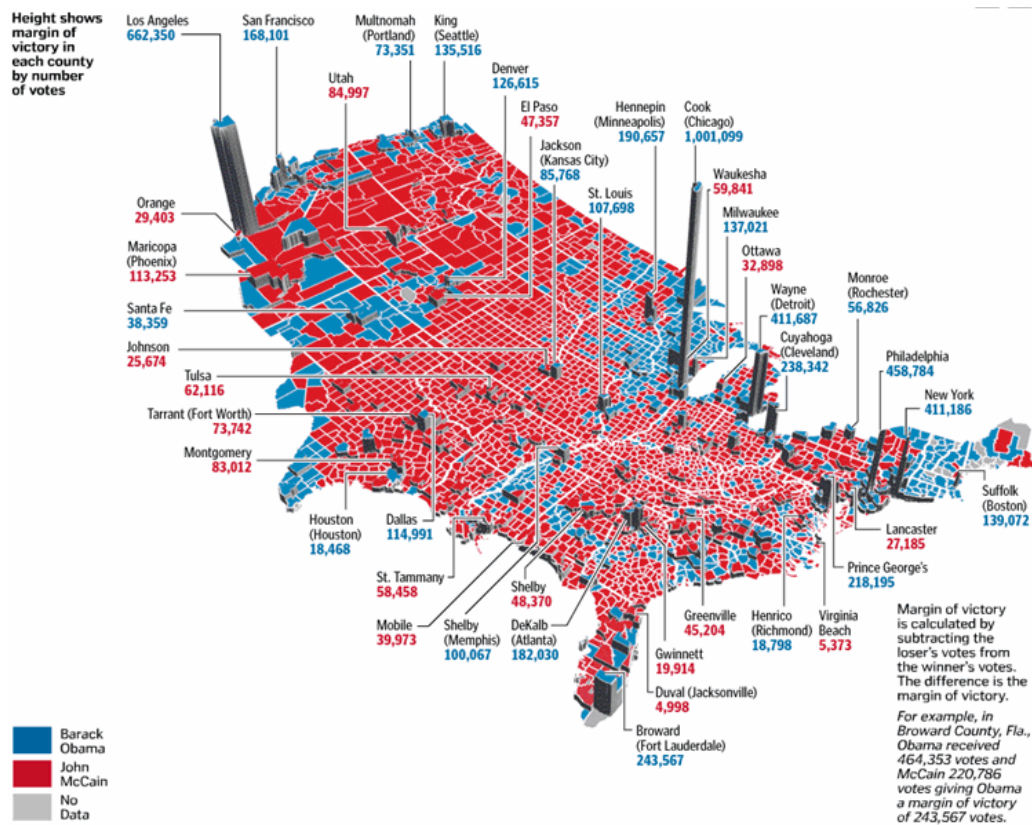 Height shows
margin of
victory in
each county
by number
of votes
Los Angeles
662,350
San Francisco
168,101
Multnomah
(Portland)
73,351
King
(Seattle)
135,516
Utah
84,997
Denver
126,615
El Paso
47,357
Jackson
(Kansas City)
85,768
Hennepin
(Minneapolis)
190,657
Cook
(Chicago)
1,001,099
St. Louis
107,698
Waukesha
59,841
Milwaukee
137,021
Ottawa
32,898
Wayne
(Detroit)
411,687
Monroe
(Rochester)
56,826
Cuyahoga
(Cleveland)
238,342
Philadelphia
458,784
New York
411,186
Orange
29,403
Maricopa
(Phoenix)
113,253
Santa Fe
38,359
Johnson
25,674
Tulsa
62,116
Tarrant (Fort Worth)
73,742
Montgomery
83,012
Houston
(Houston)
18,468
Dallas
114,991
St. Tammany
58,458
Mobile
39,973
Shelby
(Memphis)
100,067
Shelby
48,370
DeKalb
(Atlanta)
182,030
Gwinnett
19,914
Duval (Jacksonville)
4,998
Broward
(Fort Lauderdale)
243,567
Greenville
45,204
Henrico
(Richmond)
18,798
Virginia
Beach
5,373
Prince George's
218,195
Lancaster
27,185
Suffolk
(Boston)
139,072
Margin of victory
is calculated by
subtracting the
loser's votes from
the winner's votes.
The difference is the
margin of victory.
For example, in
Broward County, Fla.,
Obama received
464,353 votes and
McCain 220,786
votes giving Obama
a margin of victory
of 243,567 votes.
Barack
Obama
John
McCain
No
Data